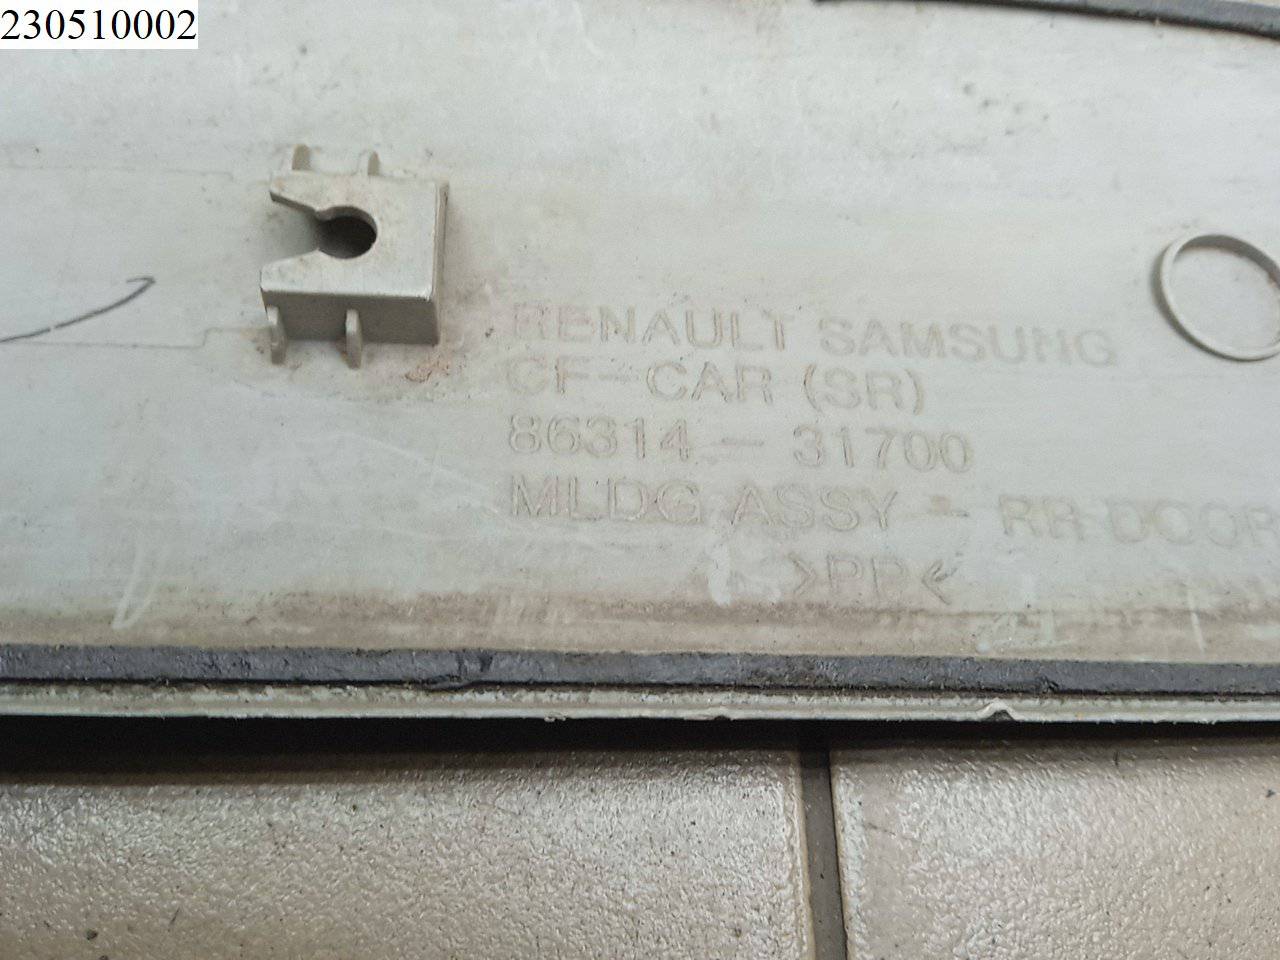 230510002
RENAULT SAMSUNG
CF-CAR (SR)
86314 - 31700
MLDG ASSY - RR DOOR
>PP<